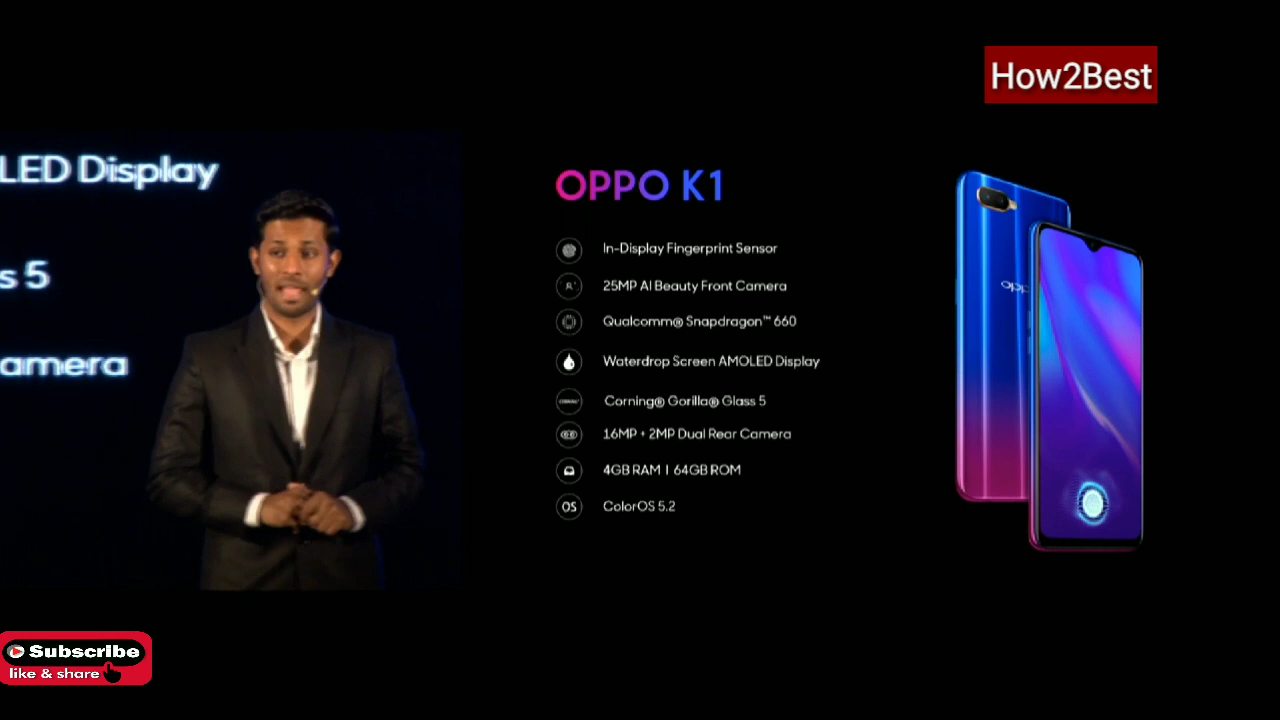 How2Best
LED Display
s 5
amera
OPPO K1
In-Display Fingerprint Sensor
25MP AI Beauty Front Camera
Qualcomm® Snapdragon™ 660
Waterdrop Screen AMOLED Display
Corning® Gorilla® Glass 5
16MP + 2MP Dual Rear Camera
4GB RAM | 64GB ROM
OS ColorOS 5.2
oppo
Subscribe
like & share